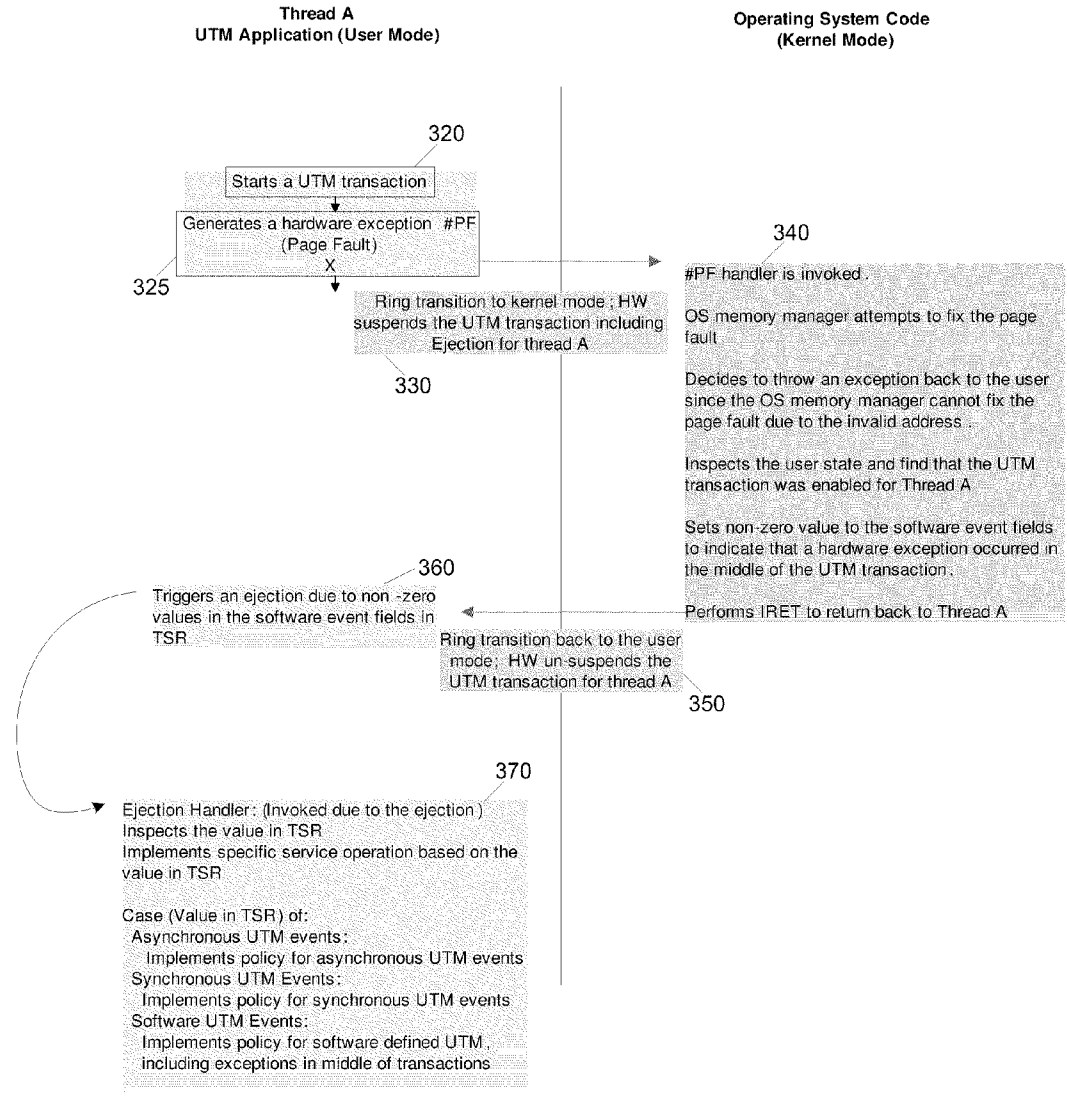 Thread A
UTM Application (User Mode)
Operating System Code
(Kernel Mode)
320
Starts a UTM transaction
Generates a hardware exception #PF
(Page Fault)
X
325
Ring transition to kernel mode; HW
suspends the UTM transaction including
Ejection for thread A
330
340
#PF handler is invoked.
OS memory manager attempts to fix the page
fault
Decides to throw an exception back to the user
since the OS memory manager cannot fix the
page fault due to the invalid address.
Inspects the user state and find that the UTM
transaction was enabled for Thread A
Sets non-zero value to the software event fields
to indicate that a hardware exception occurred in
the middle of the UTM transaction.
Performs IRET to return back to Thread A
360
Triggers an ejection due to non-zero
values in the software event fields in
TSR
Ring transition back to the user
mode; HW un-suspends the
UTM transaction for thread A
350
370
Ejection Handler: (Invoked due to the ejection)
Inspects the value in TSR
Implements specific service operation based on the
value in TSR
Case (Value in TSR) of:
Asynchronous UTM events:
Implements policy for asynchronous UTM events
Synchronous UTM Events:
Implements policy for synchronous UTM events
Software UTM Events:
Implements policy for software defined UTM,
including exceptions in middle of transactions